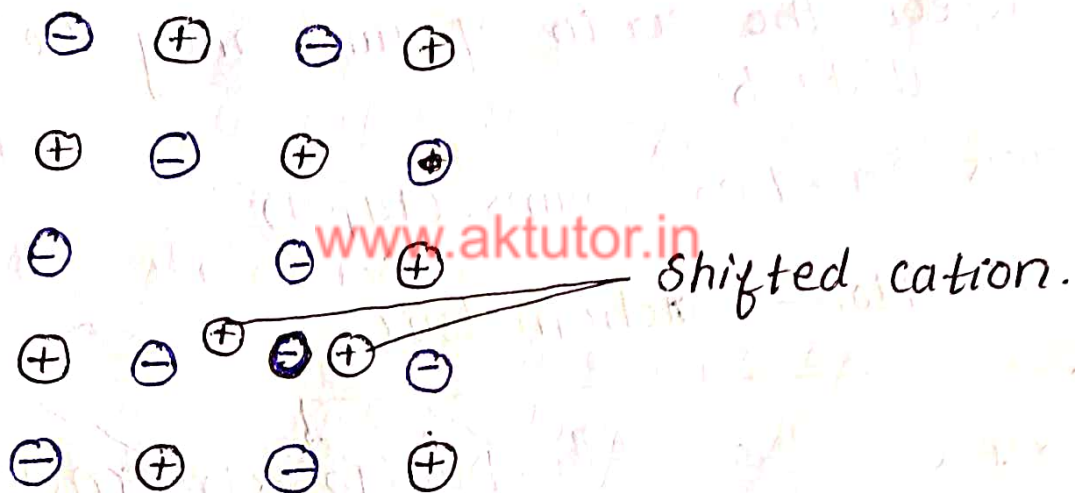 ⊖ ⊕ ⊖ ⊕
⊕ ⊖ ⊕
www.aktutor.in
⊖ ⊖ ⊕ Shifted cation.
⊕ ⊖ ⊕ ⊖ ⊕ ⊖
⊖ ⊕ ⊖ ⊕